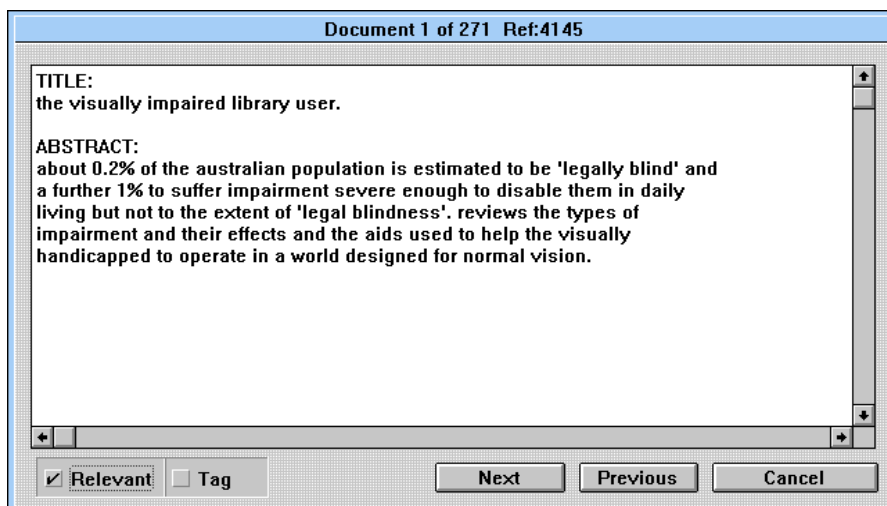 Document 1 of 271 Ref:4145
TITLE:
the visually impaired library user.
ABSTRACT:
about 0.2% of the australian population is estimated to be 'legally blind' and
a further 1% to suffer impairment severe enough to disable them in daily
living but not to the extent of 'legal blindness'. reviews the types of
impairment and their effects and the aids used to help the visually
handicapped to operate in a world designed for normal vision.
Relevant Tag Next Previous Cancel